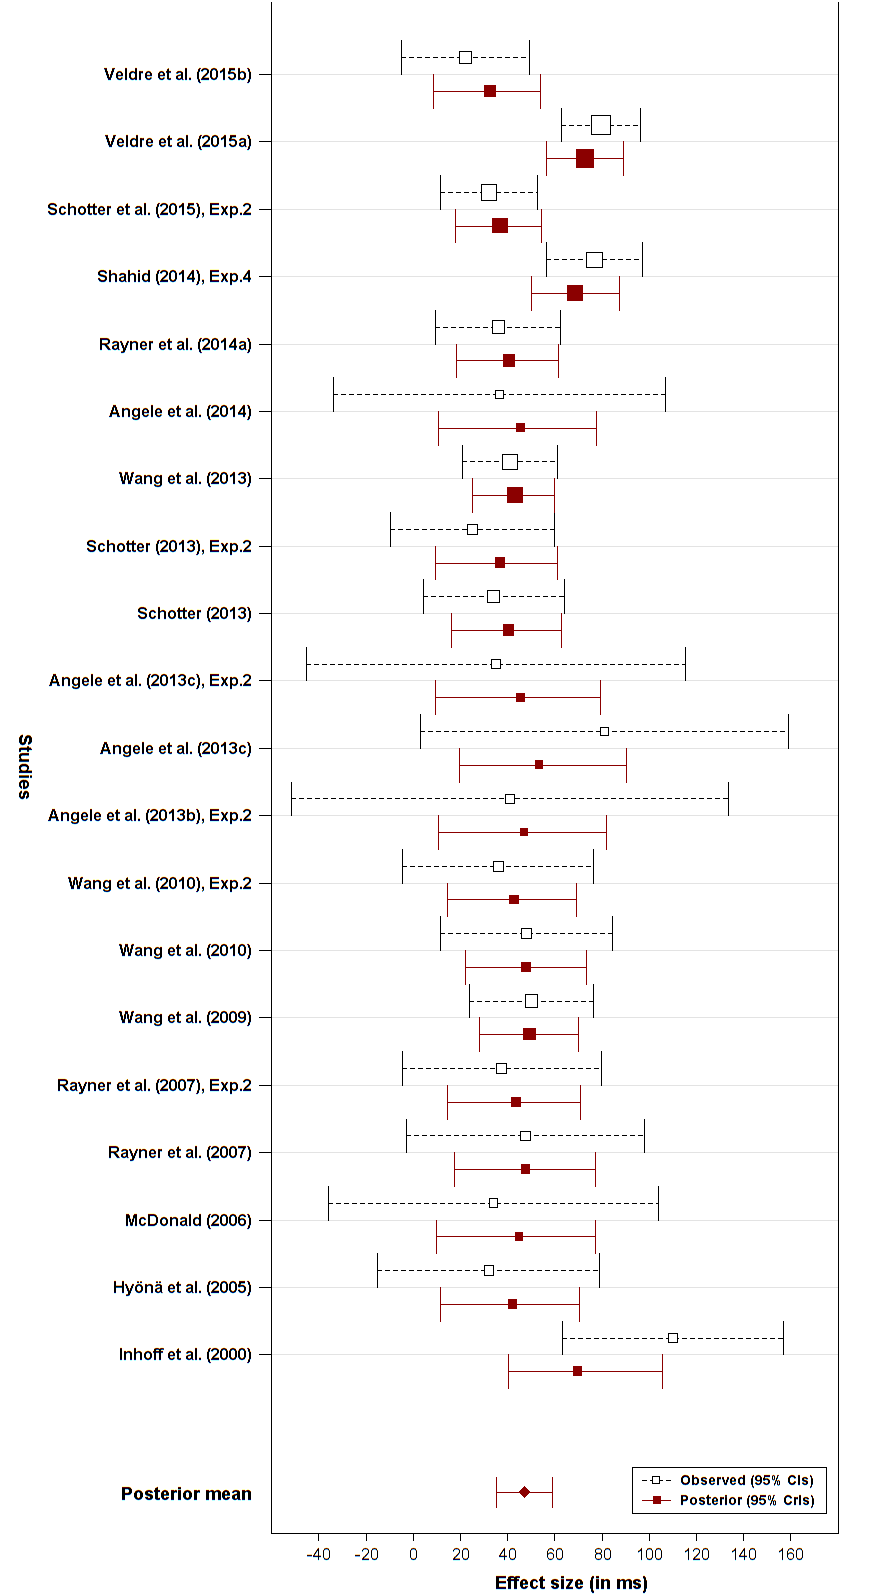 Veldre et al. (2015b)
Veldre et al. (2015a)
Schotter et al. (2015), Exp.2
Shahid (2014), Exp.4
Rayner et al. (2014a)
Angele et al. (2014)
Wang et al. (2013)
Schotter (2013), Exp.2
Schotter (2013)
Angele et al. (2013c), Exp.2
Angele et al. (2013c)
Angele et al. (2013b), Exp.2
Wang et al. (2010), Exp.2
Wang et al. (2010)
Wang et al. (2009)
Rayner et al. (2007), Exp.2
Rayner et al. (2007)
McDonald (2006)
Hyönä et al. (2005)
Inhoff et al. (2000)
Posterior mean
Studies
Observed (95% CIs)
Posterior (95% CrIs)
-40 -20 0 20 40 60 80 100 120 140 160
Effect size (in ms)